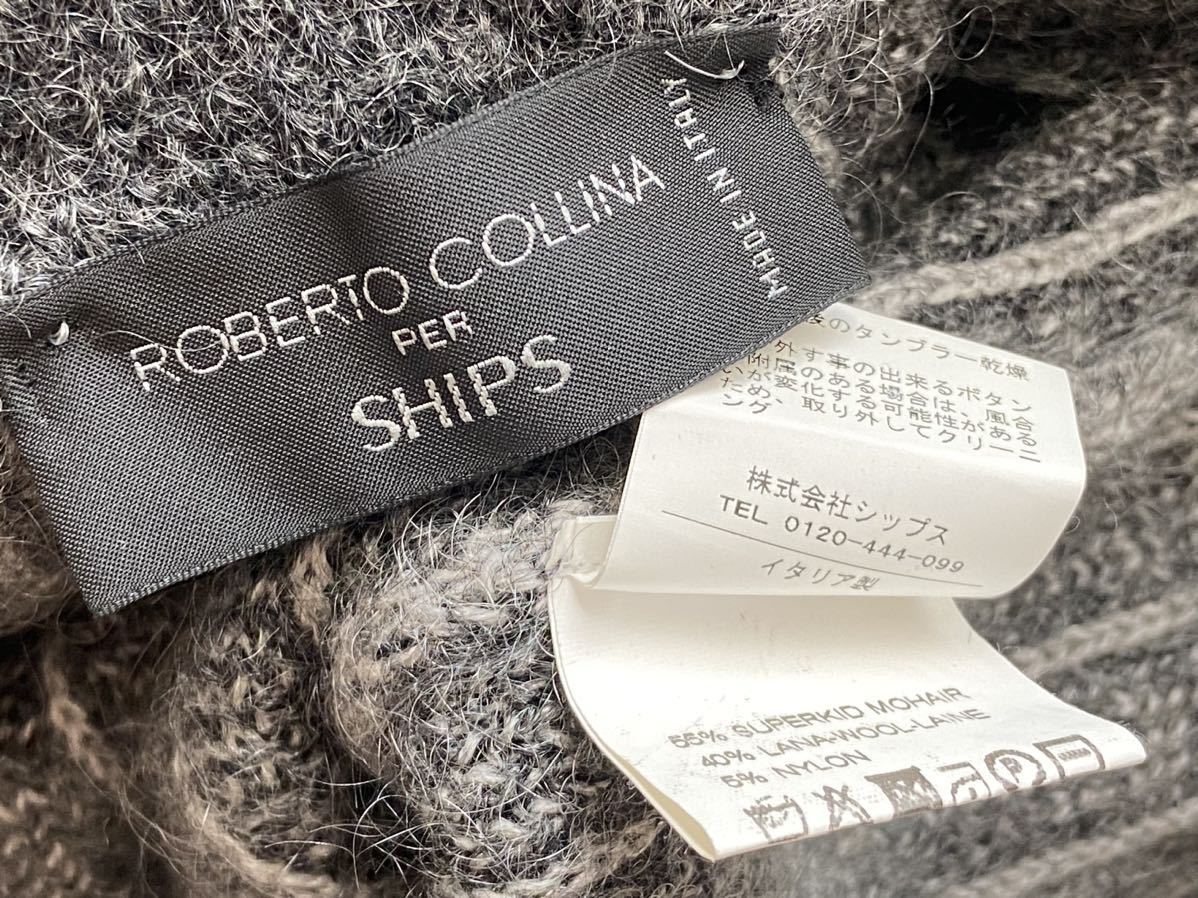 ROBERTO COLLINA
PER
SHIPS
MADE IN ITALY
のタンブラー乾燥
外す事の出来るボタン
附属のある場合は、風合
いが変化する可能性がある
ため、取り外してクリーニ
ング
株式会社シップス
TEL 0120-444-099
イタリア製
55% SUPERKID MOHAIR
40% LANA-WOOL-LAINE
5% NYLON
P